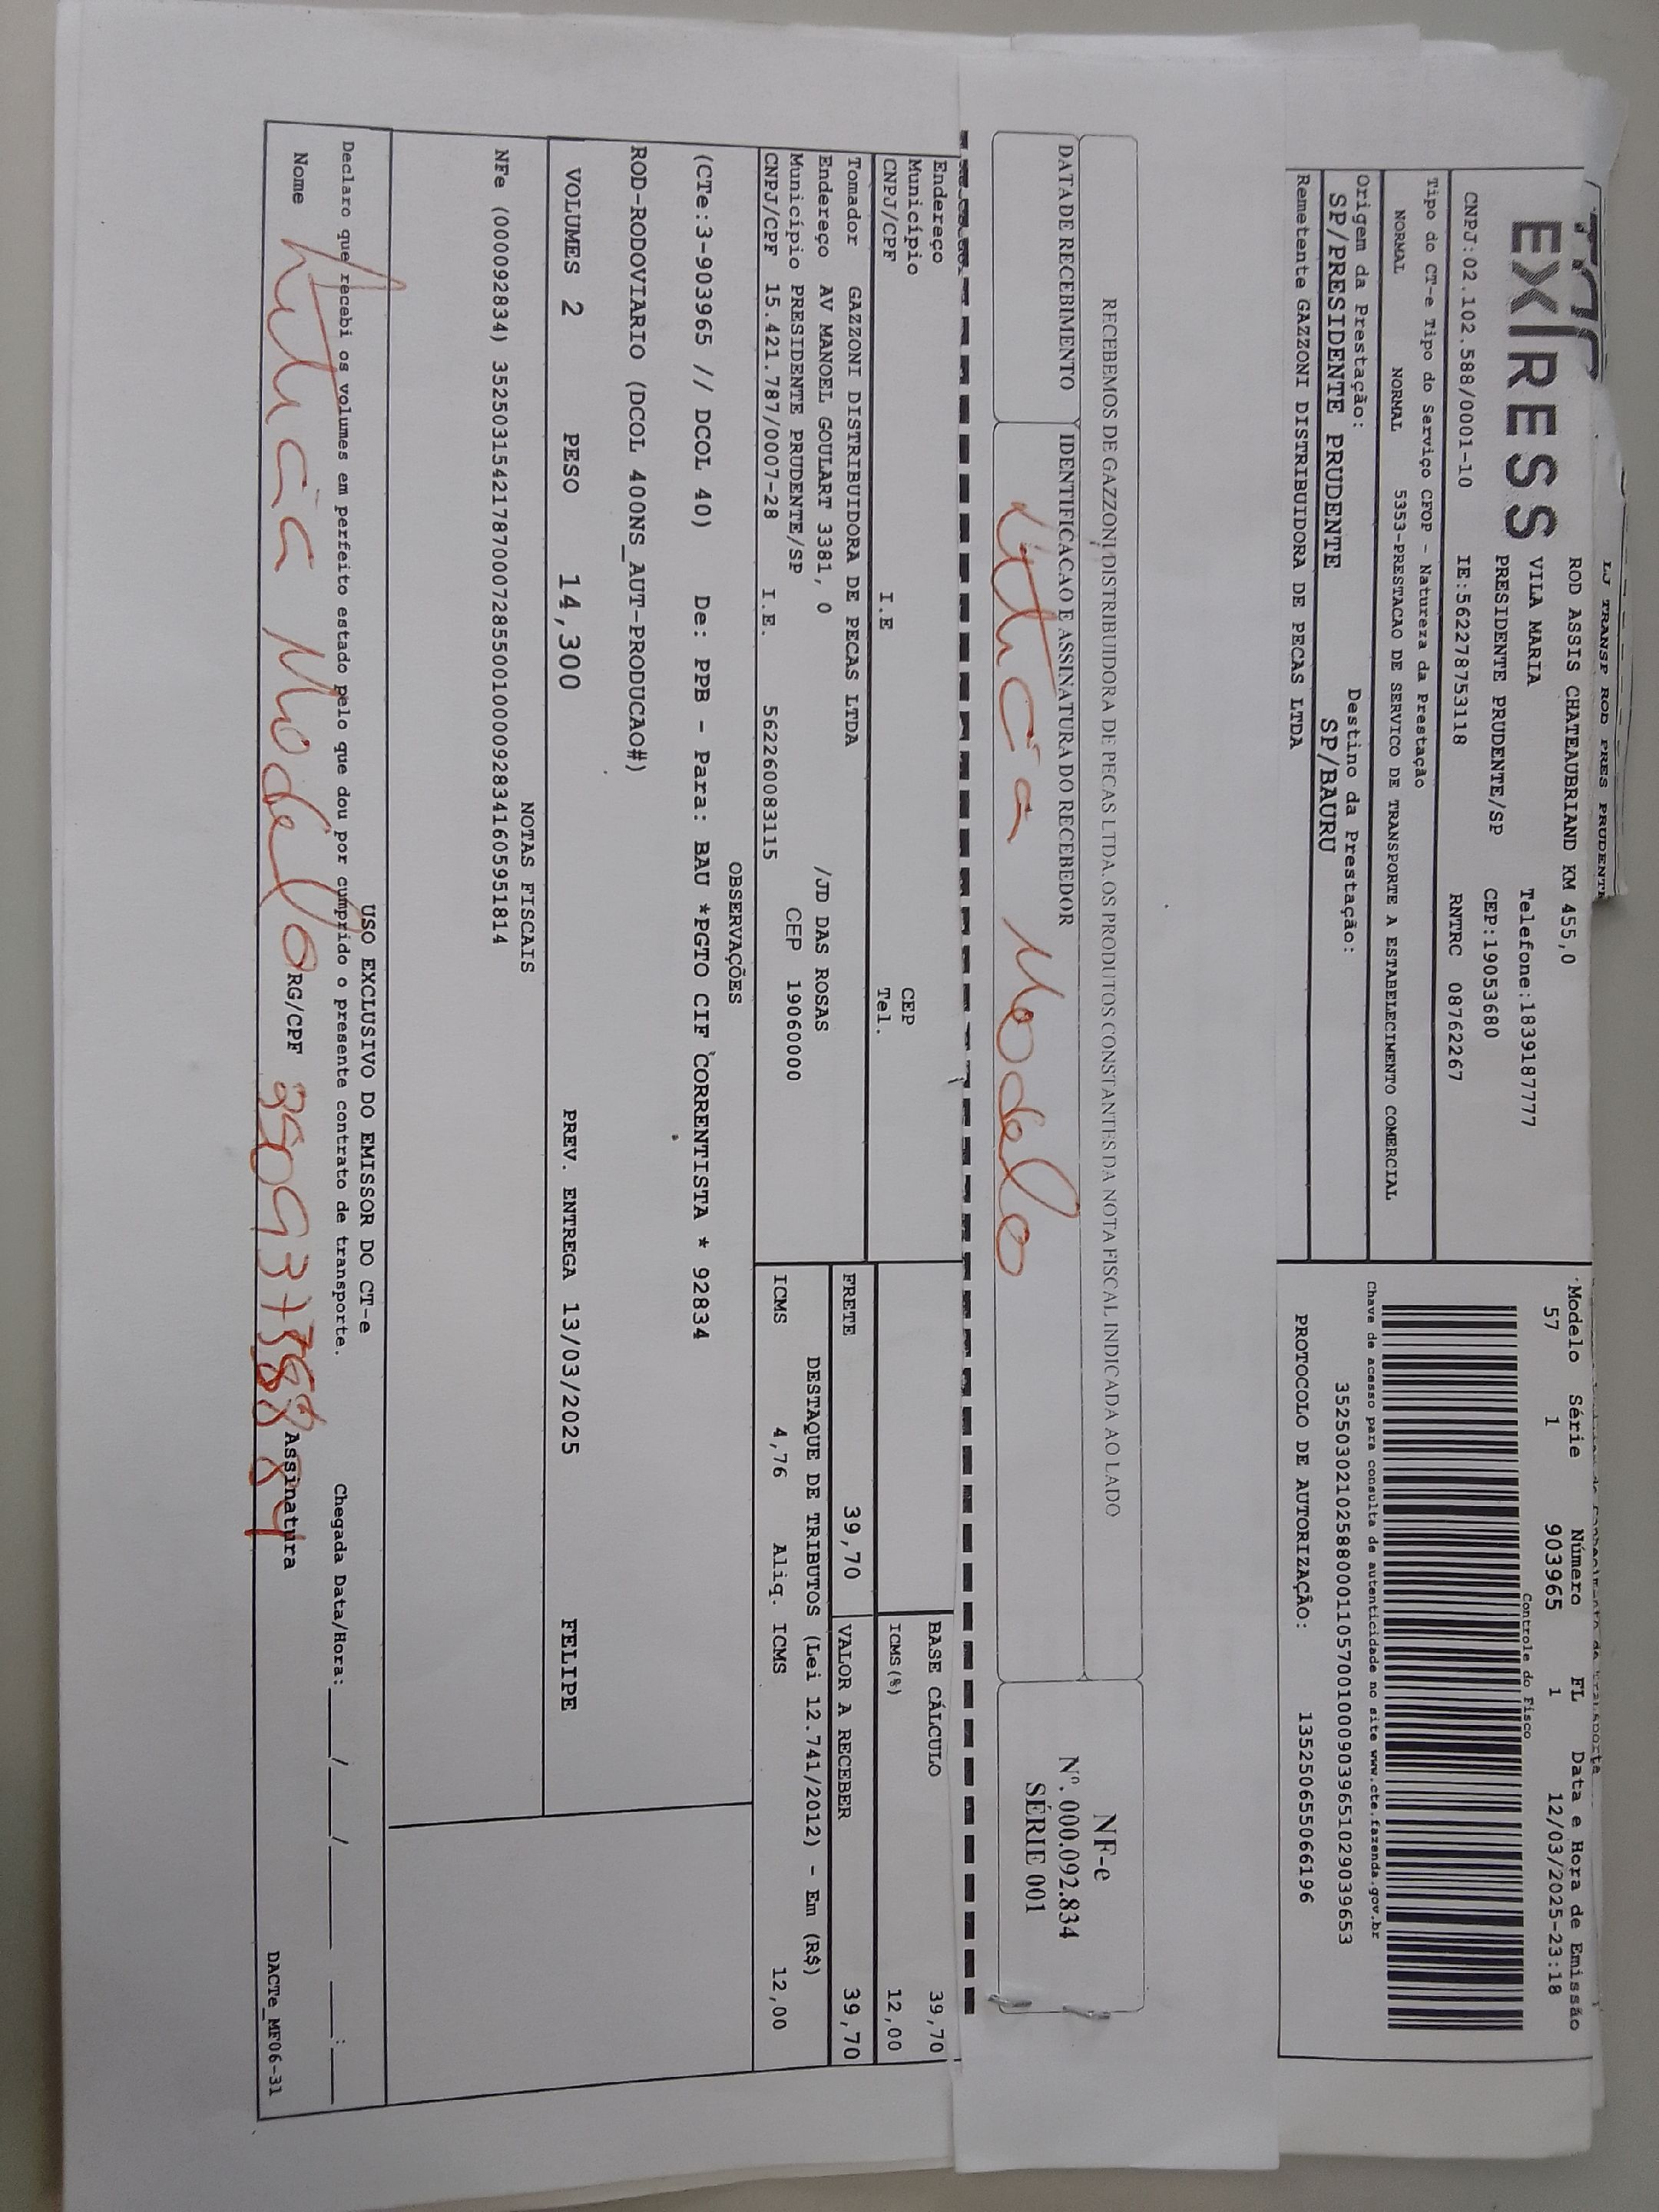 LJ TRANSP ROD PRES PRUDENTE
ROD ASSIS CHATEAUBRIAND KM 455,0
EXPRESS
VILA MARIA Telefone:1839187777
PRESIDENTE PRUDENTE/SP CEP:19053680
CNPJ:02.102.588/0001-10 IE:562278753118 RNTRC 08762267
Modelo Série Número FL Data e Hora de Emissão
57 1 903965 1 12/03/2025-23:18
Controle do Fisco
Tipo do CT-e Tipo do Serviço CFOP - Natureza da Prestação
NORMAL NORMAL 5353-PRESTACAO DE SERVICO DE TRANSPORTE A ESTABELECIMENTO COMERCIAL
Chave de acesso para consulta de autenticidade no site www.cte.fazenda.gov.br
35250302102588000110570010009039651029039653
Origem da Prestação: Destino da Prestação:
SP/PRESIDENTE PRUDENTE SP/BAURU
PROTOCOLO DE AUTORIZAÇÃO: 135250655066196
Remetente GAZZONI DISTRIBUIDORA DE PECAS LTDA
RECEBEMOS DE GAZZONI DISTRIBUIDORA DE PECAS LTDA. OS PRODUTOS CONSTANTES DA NOTA FISCAL INDICADA AO LADO
NF-e
Nº. 000.092.834
SÉRIE 001
DATA DE RECEBIMENTO IDENTIFICACAO E ASSINATURA DO RECEBEDOR
Modelo
Endereço
Município CEP
CNPJ/CPF I.E Tel.
BASE CÁLCULO 39,70
ICMS(%) 12,00
Tomador GAZZONI DISTRIBUIDORA DE PECAS LTDA
FRETE 39,70 VALOR A RECEBER 39,70
Endereço AV MANOEL GOULART 3381, 0 /JD DAS ROSAS
Município PRESIDENTE PRUDENTE/SP CEP 19060000
CNPJ/CPF 15.421.787/0007-28 I.E. 562260083115
DESTAQUE DE TRIBUTOS (Lei 12.741/2012) - Em (R$)
ICMS 4,76 Aliq. ICMS 12,00
OBSERVAÇÕES
(CTe:3-903965 // DCOL 40) De: PPB - Para: BAU *PGTO CIF CORRENTISTA * 92834
ROD-RODOVIARIO (DCOL 400NS_AUT-PRODUCAO#)
VOLUMES 2 PESO 14,300 PREV. ENTREGA 13/03/2025 FELIPE
NOTAS FISCAIS
NFe (000092834) 35250315421787000728550010000928341605951814
USO EXCLUSIVO DO EMISSOR DO CT-e
Declaro que recebi os volumes em perfeito estado pelo que dou por cumprido o presente contrato de transporte. Chegada Data/Hora: ___/___/____ ___:___
Nome Modelo RG/CPF Assinatura
DACTe_MF06-31